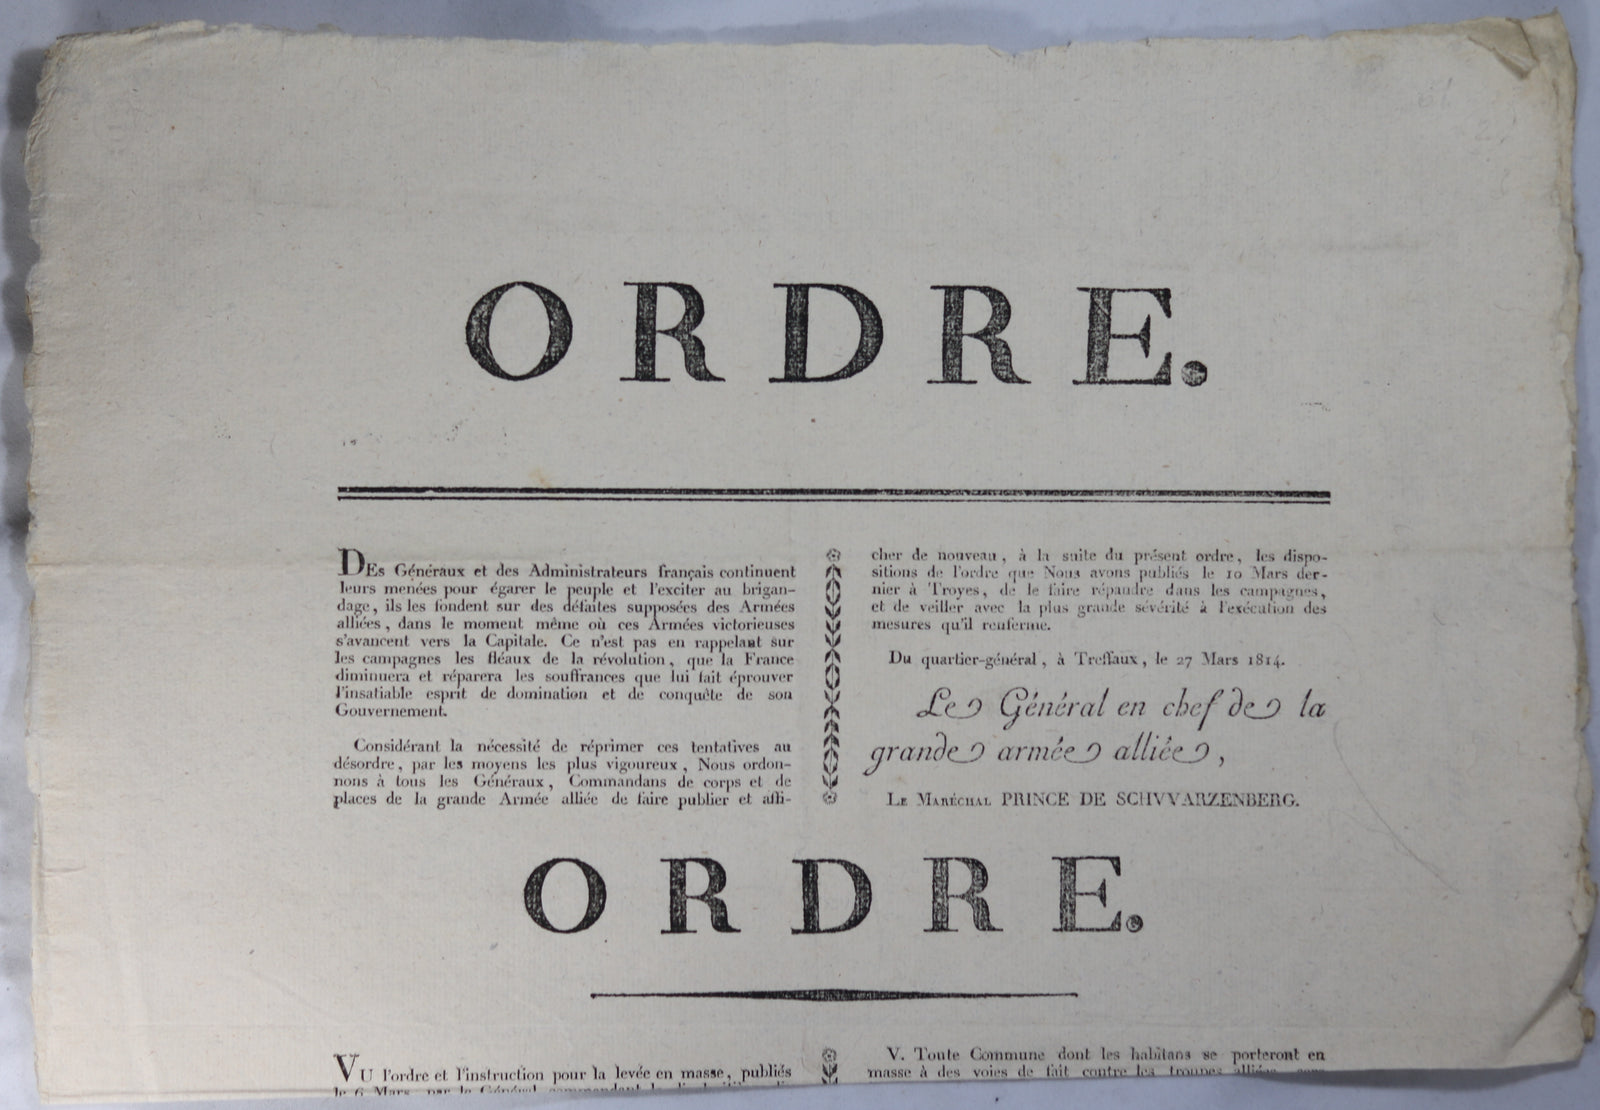 ORDRE.
DEs Généraux et des Administrateurs français continuent
leurs menées pour égarer le peuple et l'exciter au brigan-
dage, ils les fondent sur des défaites supposées des Armées
alliées, dans le moment même où ces Armées victorieuses
s'avancent vers la Capitale. Ce n'est pas en rappelant sur
les campagnes les fléaux de la révolution, que la France
diminuera et réparera les souffrances que lui fait éprouver
l'insatiable esprit de domination et de conquête de son
Gouvernement.
Considérant la nécessité de réprimer ces tentatives au
désordre, par les moyens les plus vigoureux, Nous ordon-
nons à tous les Généraux, Commandans de corps et de
places de la grande Armée alliée de faire publier et affi-
cher de nouveau, à la suite du présent ordre, les dispo-
sitions de l'ordre que Nous avons publiés le 10 Mars der-
nier à Troyes, de le faire répandre dans les campagnes,
et de veiller avec la plus grande sévérité à l'exécution des
mesures qu'il renferme.
Du quartier-général, à Treffaux, le 27 Mars 1814.
Le Général en chef de la
grande armée alliée,
LE MARÉCHAL PRINCE DE SCHVVARZENBERG.
ORDRE.
VU l'ordre et l'instruction pour la levée en masse, publiés
le 6 Mars, par le Général commandant
V. Toute Commune dont les habitans se porteront en
masse à des voies de fait contre les troupes alliées,